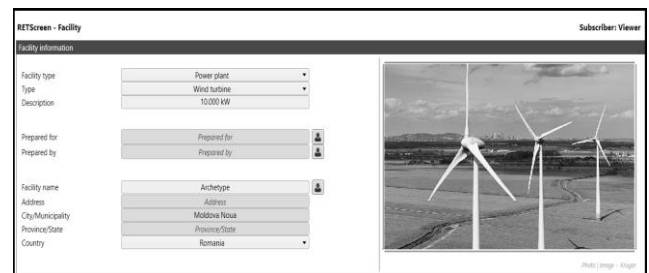 RETScreen - Facility Subscriber: Viewer
Facility information
Facility type Power plant
Type Wind turbine
Description 10.000 kW
Prepared for Prepared for
Prepared by Prepared by
Facility name Archetype
Address Address
City/Municipality Moldova Noua
Province/State Province/State
Country Romania
Photo | Image - Kruger